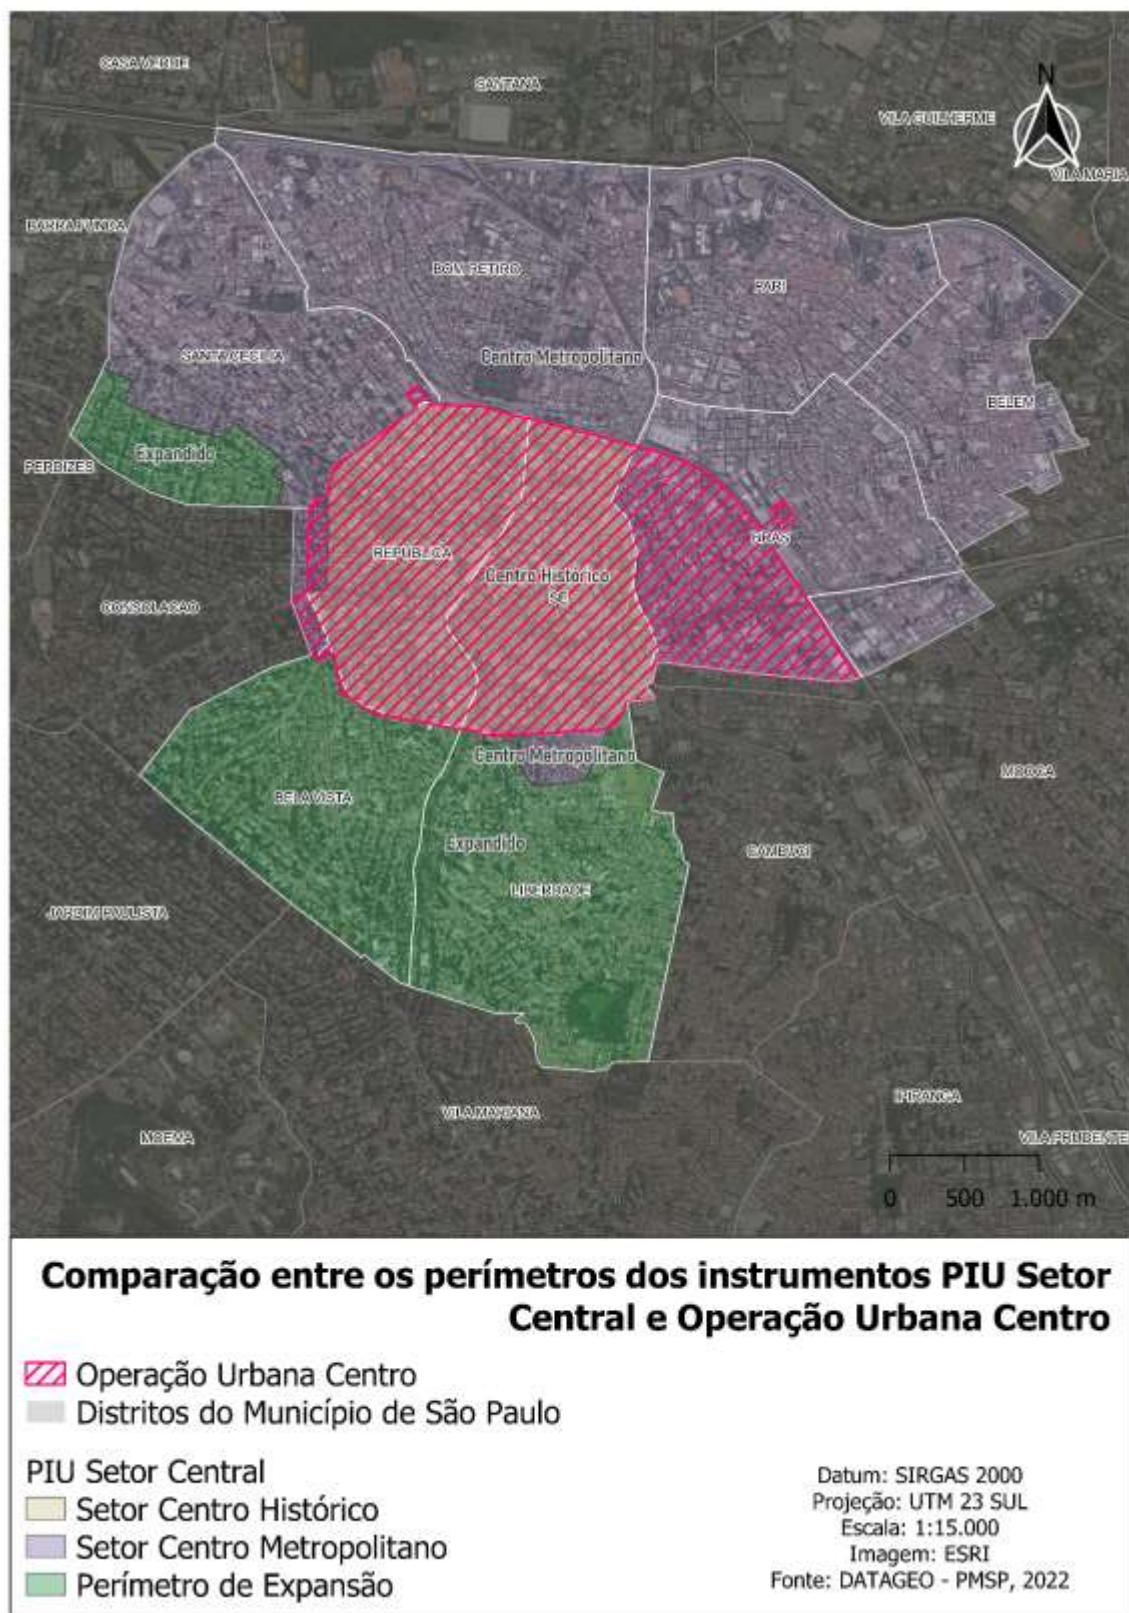 CASA VERDE
SANTANA
N
VILA GUILHERME
VILA MARIA
BARRA FUNDA
BOM RETIRO
PARI
SANTA CECILIA
Centro Metropolitano
BELEM
Expandido
PERDIZES
BRAS
REPÚBLICA
Centro Histórico
SE
CONSOLACAO
Centro Metropolitano
MOOCA
BELA VISTA
Expandido
CAMBUCI
LIBERDADE
JARDIM PAULISTA
IPIRANGA
VILA MARIANA
MOEMA
VILA PRUDENTE
0 500 1.000 m
Comparação entre os perímetros dos instrumentos PIU Setor
Central e Operação Urbana Centro
Operação Urbana Centro
Distritos do Município de São Paulo
PIU Setor Central
Setor Centro Histórico
Setor Centro Metropolitano
Perímetro de Expansão
Datum: SIRGAS 2000
Projeção: UTM 23 SUL
Escala: 1:15.000
Imagem: ESRI
Fonte: DATAGEO - PMSP, 2022